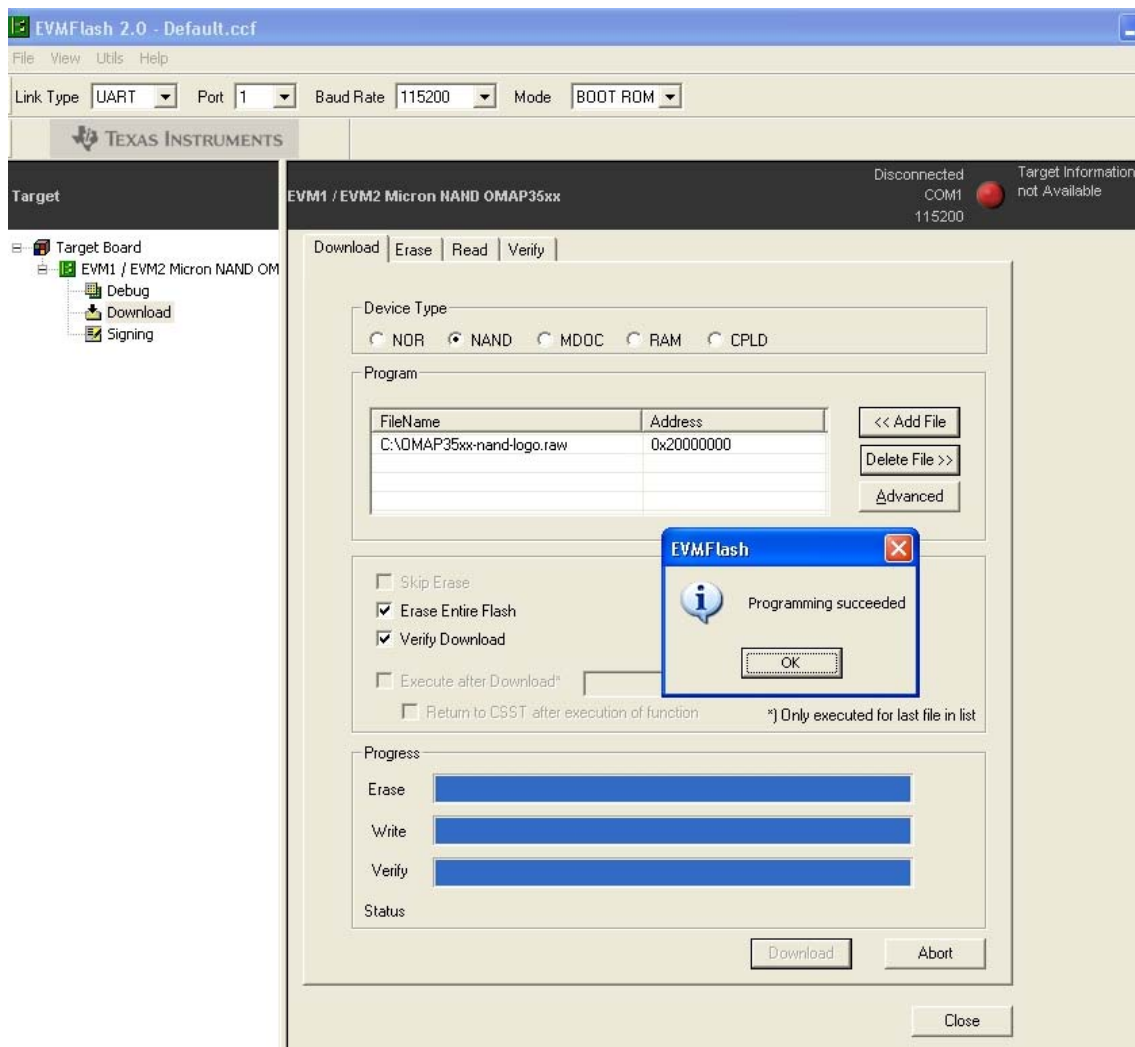 EVMFlash 2.0 - Default.ccf
File View Utils Help
Link Type UART Port 1 Baud Rate 115200 Mode BOOT ROM
TEXAS INSTRUMENTS
Target
EVM1 / EVM2 Micron NAND OMAP35xx
Disconnected
COM1
115200
Target Information
not Available
Target Board
EVM1 / EVM2 Micron NAND OM
Debug
Download
Signing
Download Erase Read Verify
Device Type
NOR NAND MDOC RAM CPLD
Program
FileName Address
C:\OMAP35xx-nand-logo.raw 0x20000000
<< Add File
Delete File >>
Advanced
EVMFlash
Programming succeeded
OK
Skip Erase
Erase Entire Flash
Verify Download
Execute after Download*
Return to CSST after execution of function
*) Only executed for last file in list
Progress
Erase
Write
Verify
Status
Download Abort
Close